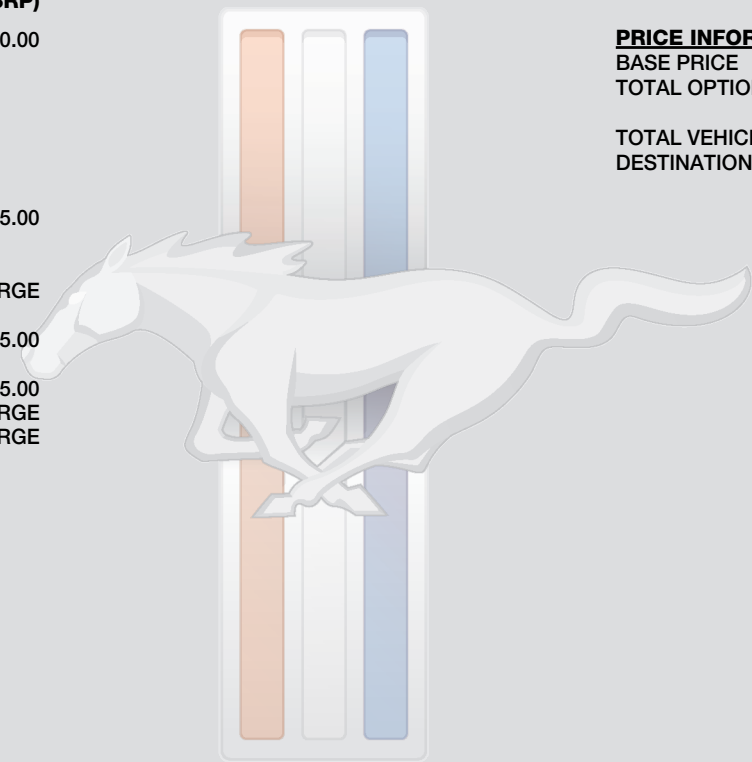 SRP)
0.00
5.00
RGE
5.00
5.00
RGE
RGE
PRICE INFOR
BASE PRICE
TOTAL OPTION
TOTAL VEHICL
DESTINATION